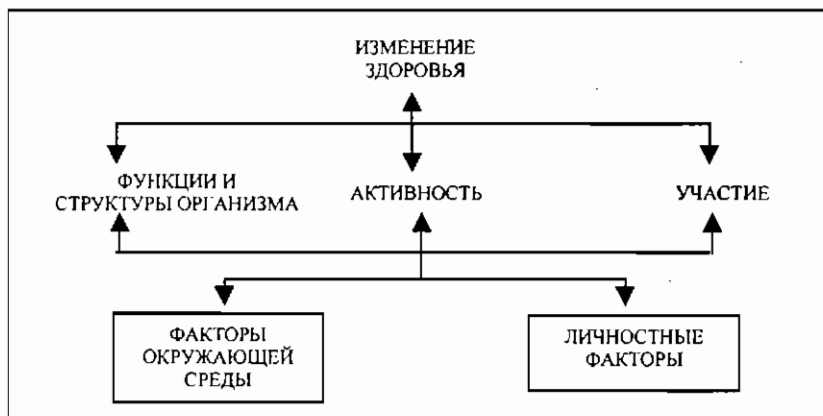 ИЗМЕНЕНИЕ
ЗДОРОВЬЯ
ФУНКЦИИ И
СТРУКТУРЫ ОРГАНИЗМА
АКТИВНОСТЬ
УЧАСТИЕ
ФАКТОРЫ
ОКРУЖАЮЩЕЙ
СРЕДЫ
ЛИЧНОСТНЫЕ
ФАКТОРЫ